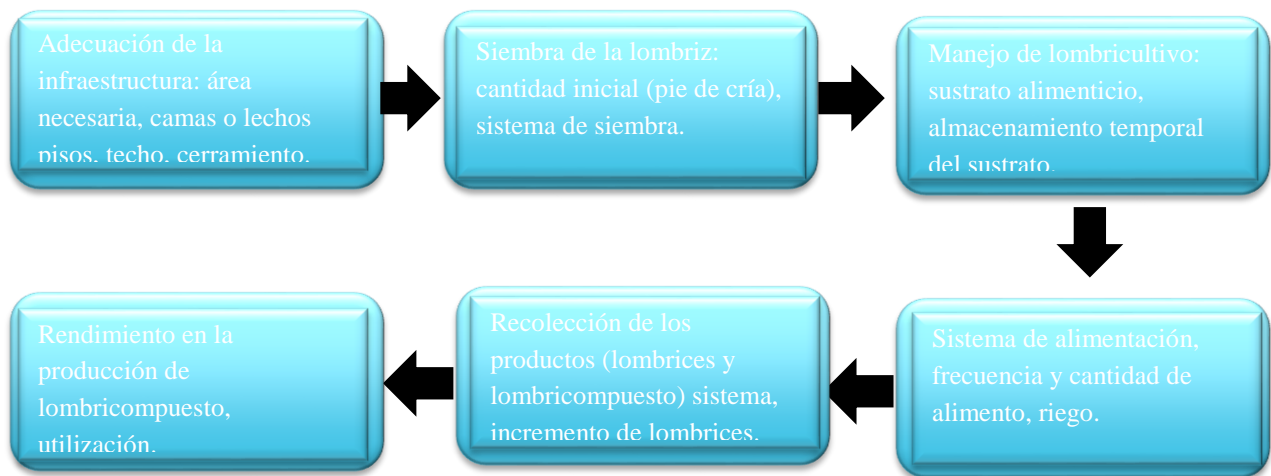 Adecuación de la
infraestructura: área
necesaria, camas o lechos
pisos, techo, cerramiento.
Siembra de la lombriz:
cantidad inicial (pie de cría),
sistema de siembra.
Manejo de lombricultivo:
sustrato alimenticio,
almacenamiento temporal
del sustrato.
Sistema de alimentación,
frecuencia y cantidad de
alimento, riego.
Recolección de los
productos (lombrices y
lombricompuesto) sistema,
incremento de lombrices.
Rendimiento en la
producción de
lombricompuesto,
utilización.